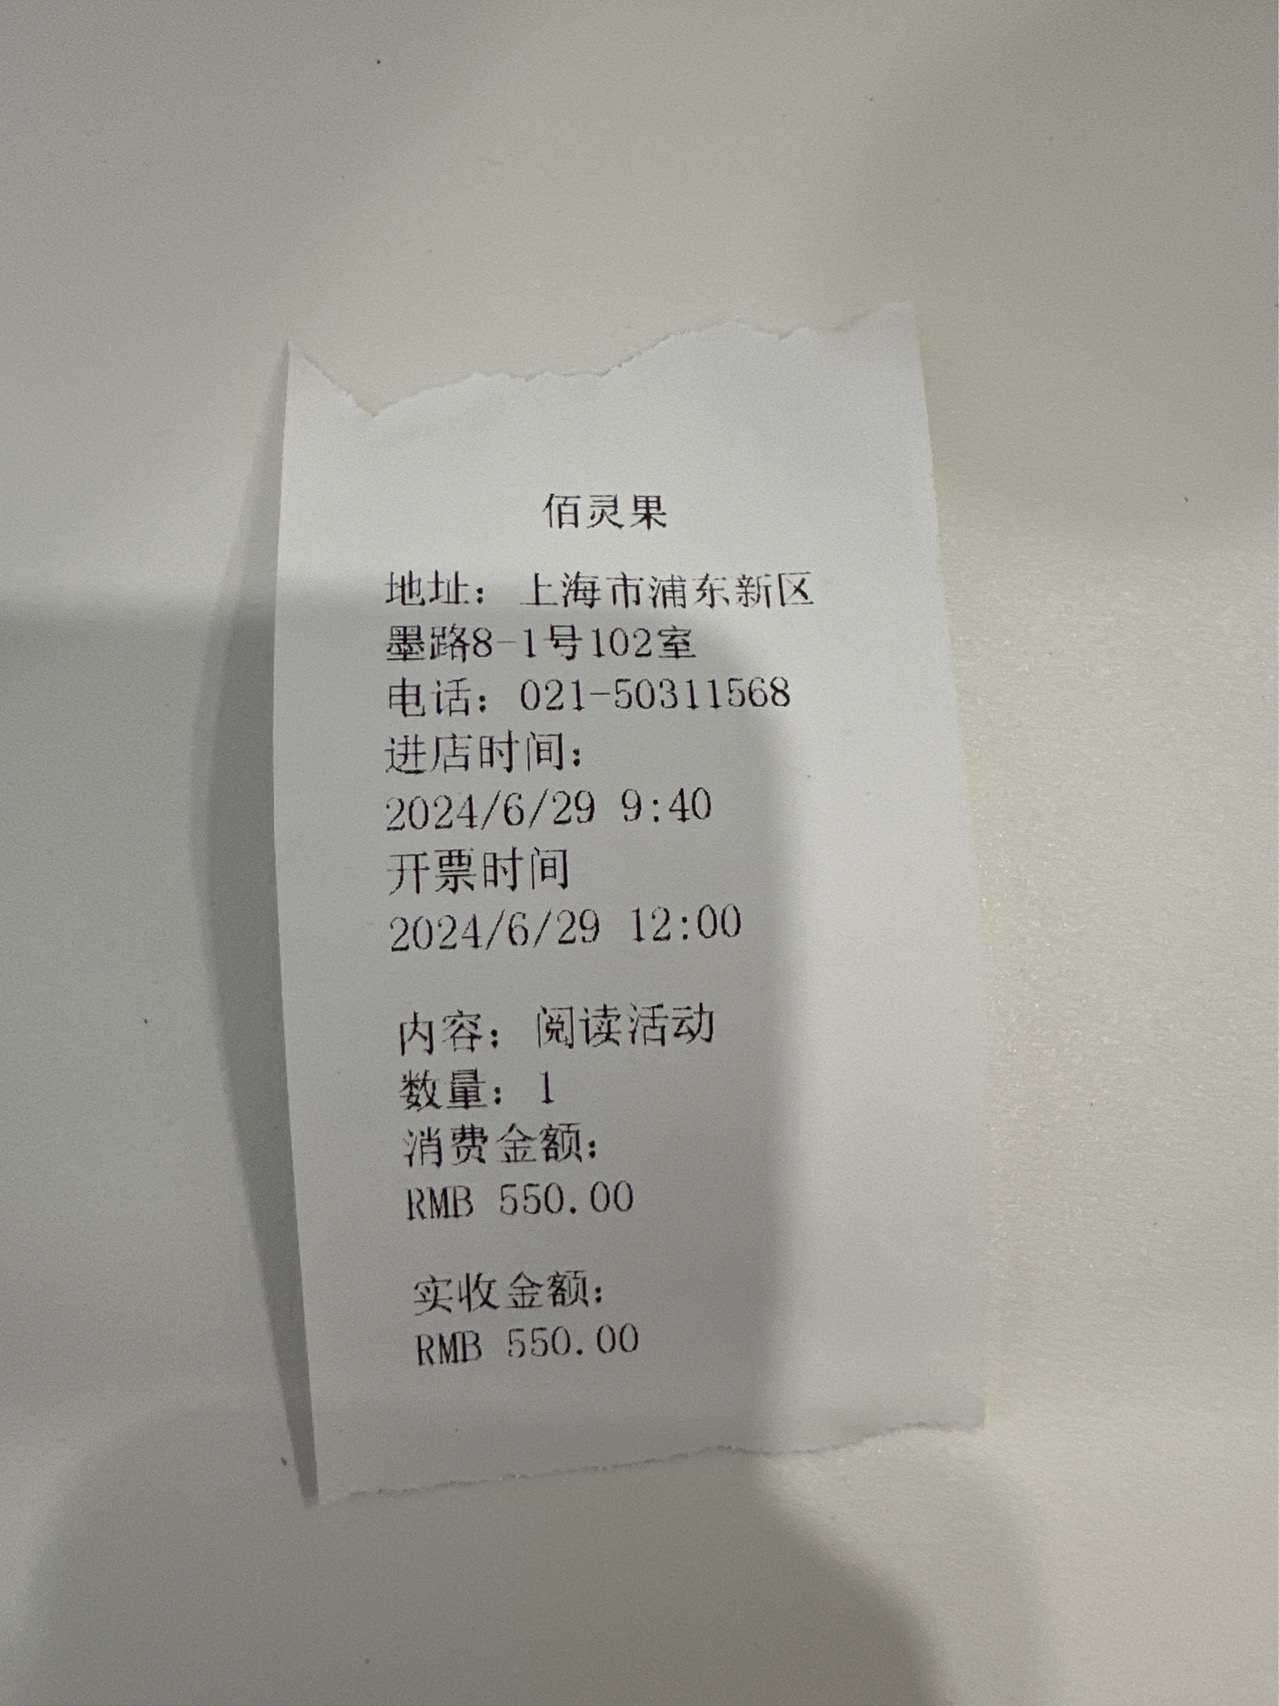 佰灵果
地址：上海市浦东新区
墨路8-1号102室
电话：021-50311568
进店时间：
2024/6/29 9:40
开票时间
2024/6/29 12:00
内容：阅读活动
数量：1
消费金额：
RMB 550.00
实收金额：
RMB 550.00